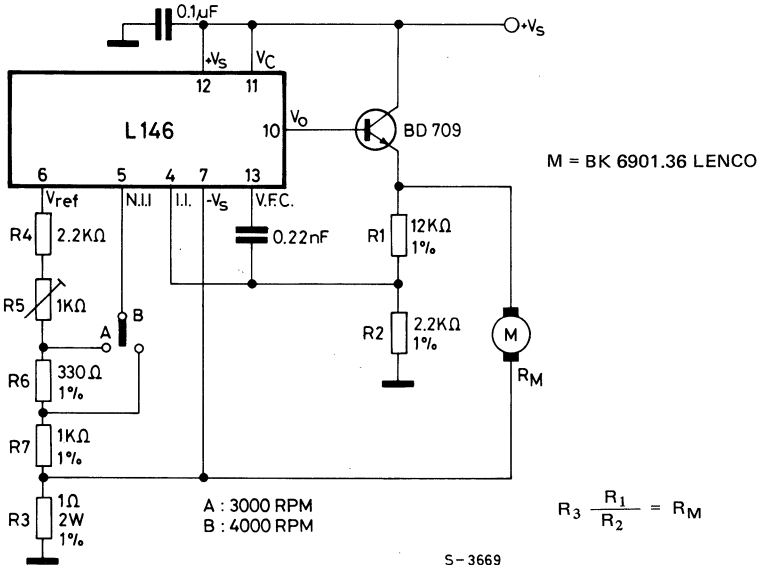 0.1µF
+VS
+VS
VC
12
11
L146
10
VO
BD 709
M = BK 6901.36 LENCO
6
5
4
7
13
Vref
N.I.I
I.I.
-VS
V.F.C.
R4
2.2KΩ
0.22nF
R1
12KΩ
1%
R5
1KΩ
A
B
R2
2.2KΩ
1%
M
RM
R6
330Ω
1%
R7
1KΩ
1%
R3
1Ω
2W
1%
A : 3000 RPM
B : 4000 RPM
R3 R1/R2 = RM
S-3669